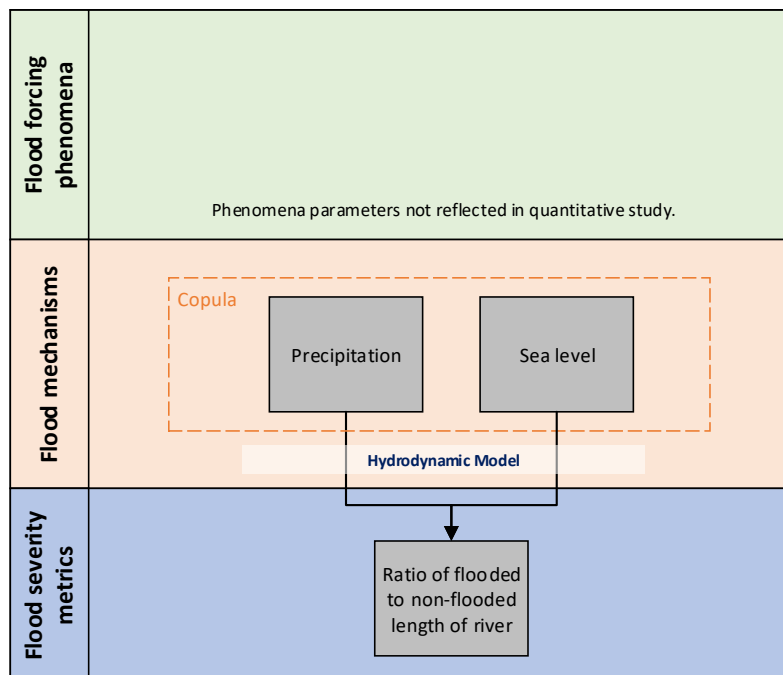 Flood forcing
phenomena
Phenomena parameters not reflected in quantitative study.
Flood mechanisms
Copula
Precipitation
Sea level
Hydrodynamic Model
Flood severity
metrics
Ratio of flooded
to non-flooded
length of river